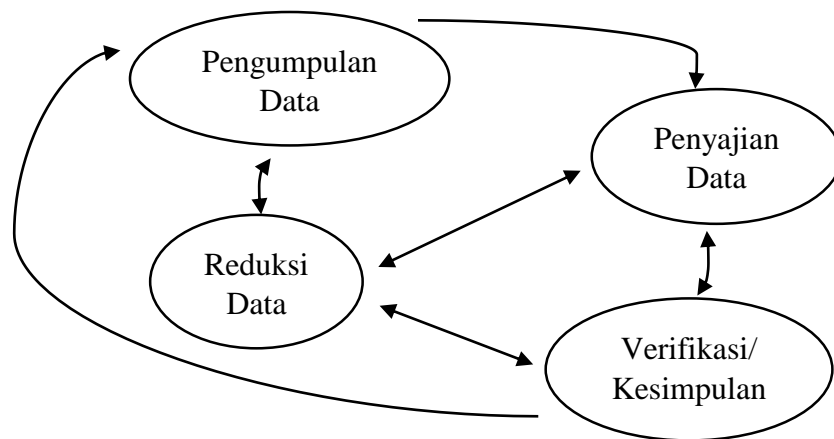 Pengumpulan
Data
Penyajian
Data
Reduksi
Data
Verifikasi/
Kesimpulan